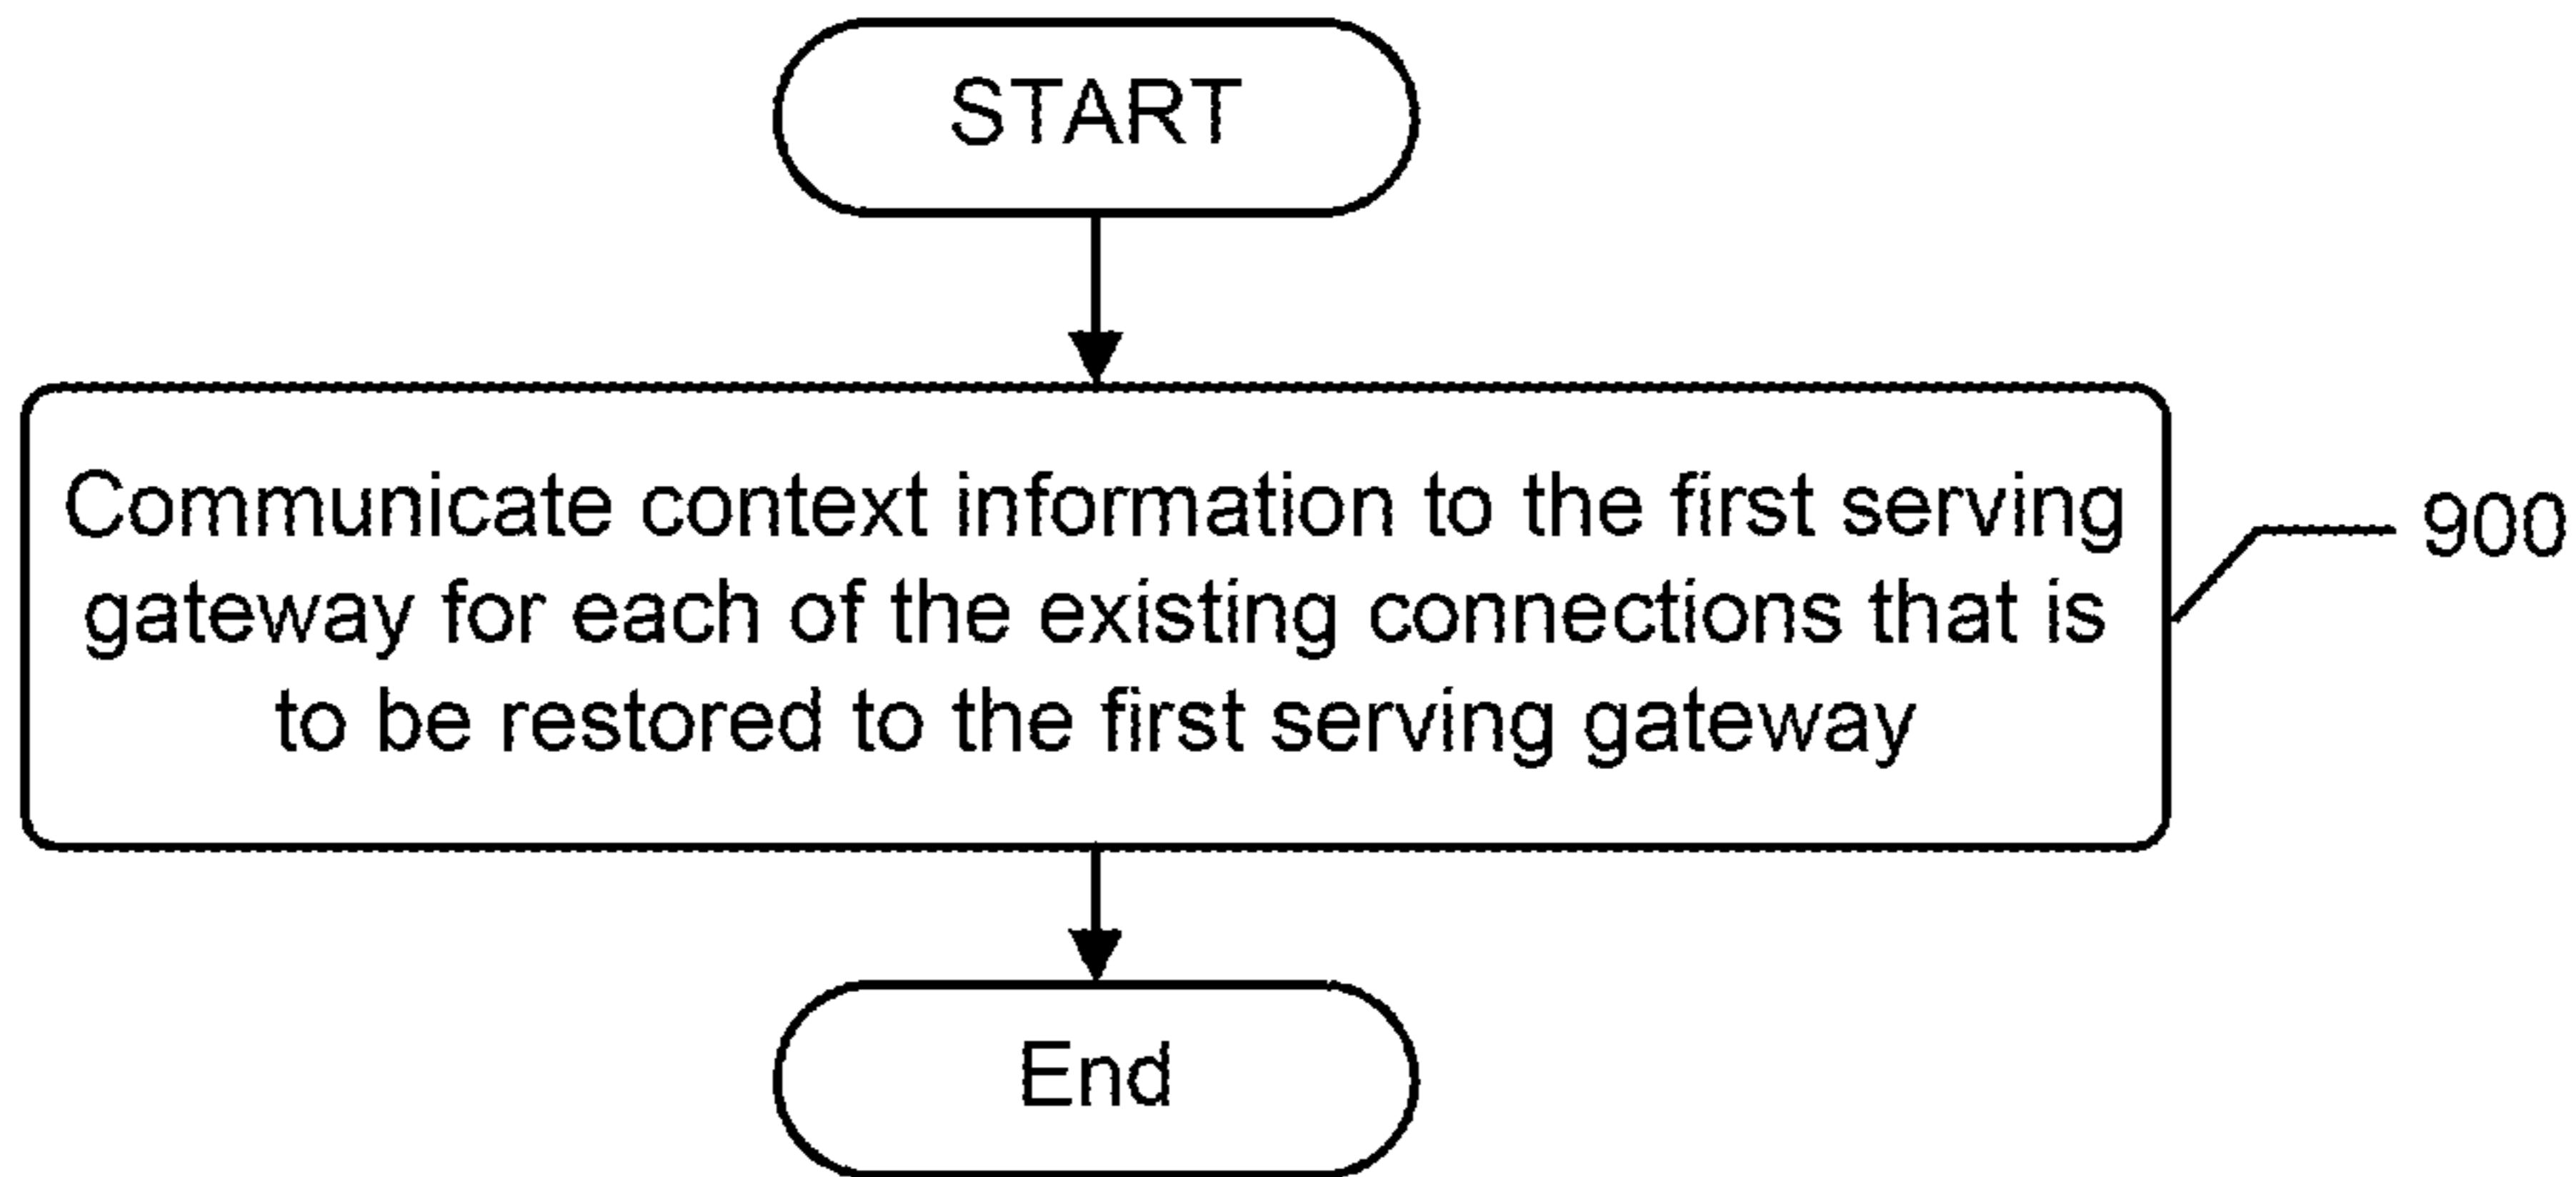 START
Communicate context information to the first serving
gateway for each of the existing connections that is
to be restored to the first serving gateway
900
End